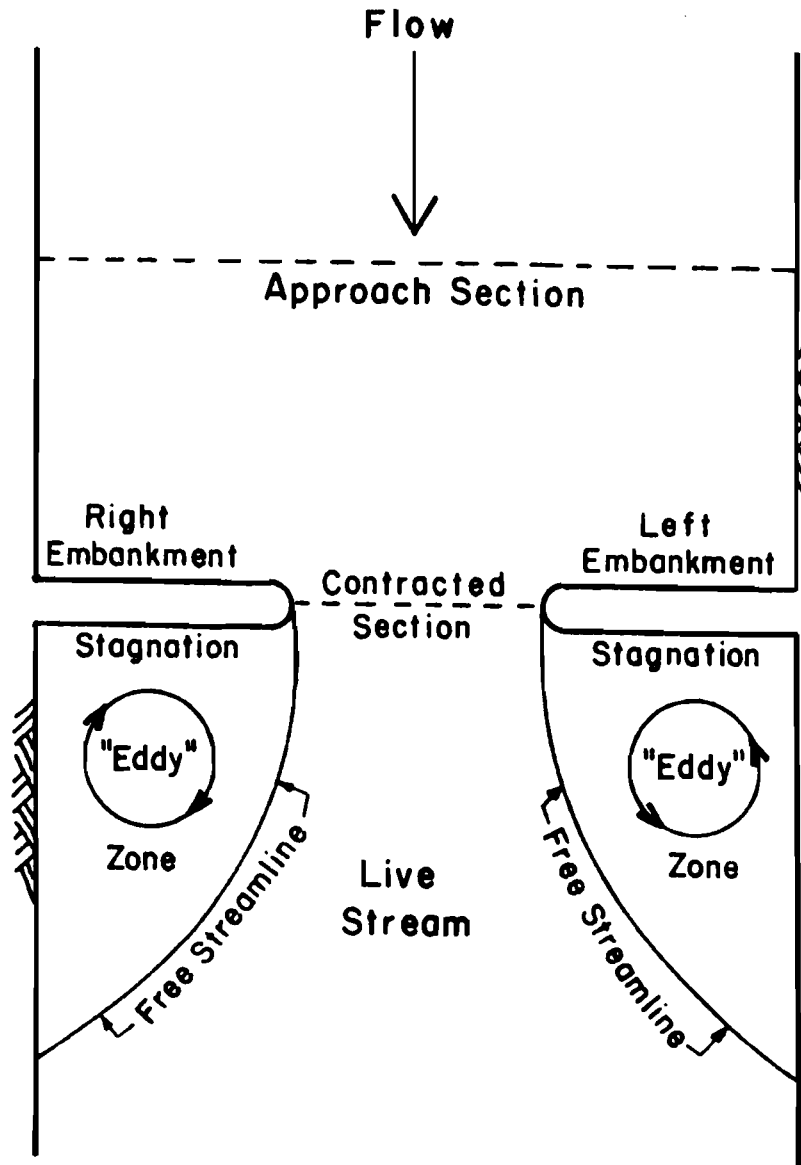 Flow
Approach Section
Right
Embankment
Left
Embankment
Contracted
Section
Stagnation
"Eddy"
Zone
Stagnation
"Eddy"
Zone
Free Streamline
Live
Stream
Free Streamline